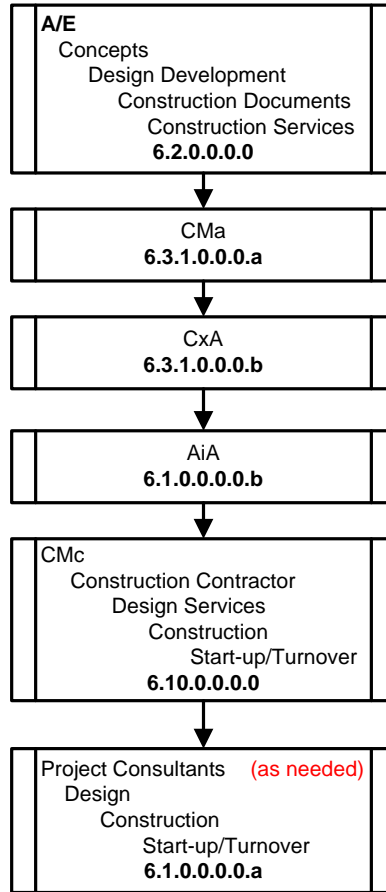 A/E
Concepts
Design Development
Construction Documents
Construction Services
6.2.0.0.0.0
CMa
6.3.1.0.0.0.a
CxA
6.3.1.0.0.0.b
AiA
6.1.0.0.0.0.b
CMc
Construction Contractor
Design Services
Construction
Start-up/Turnover
6.10.0.0.0.0
Project Consultants (as needed)
Design
Construction
Start-up/Turnover
6.1.0.0.0.0.a